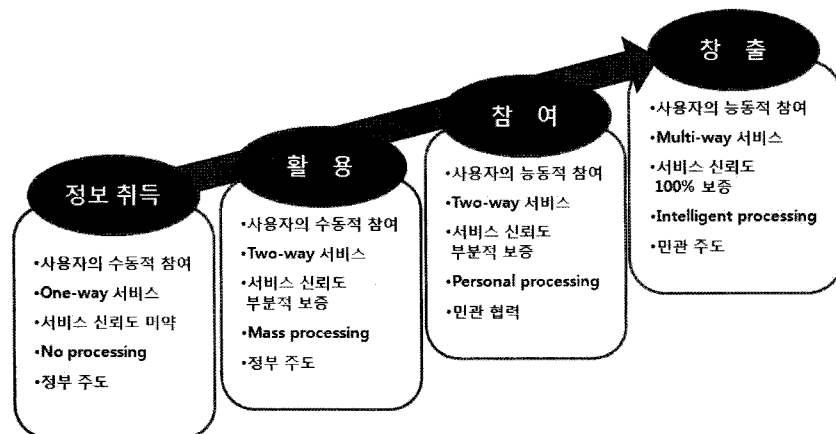 정보 취득
•사용자의 수동적 참여
•One-way 서비스
•서비스 신뢰도 미약
•No processing
•정부 주도
활 용
•사용자의 수동적 참여
•Two-way 서비스
•서비스 신뢰도
부분적 보증
•Mass processing
•정부 주도
참 여
•사용자의 능동적 참여
•Two-way 서비스
•서비스 신뢰도
부분적 보증
•Personal processing
•민관 협력
창 출
•사용자의 능동적 참여
•Multi-way 서비스
•서비스 신뢰도
100% 보증
•Intelligent processing
•민관 주도